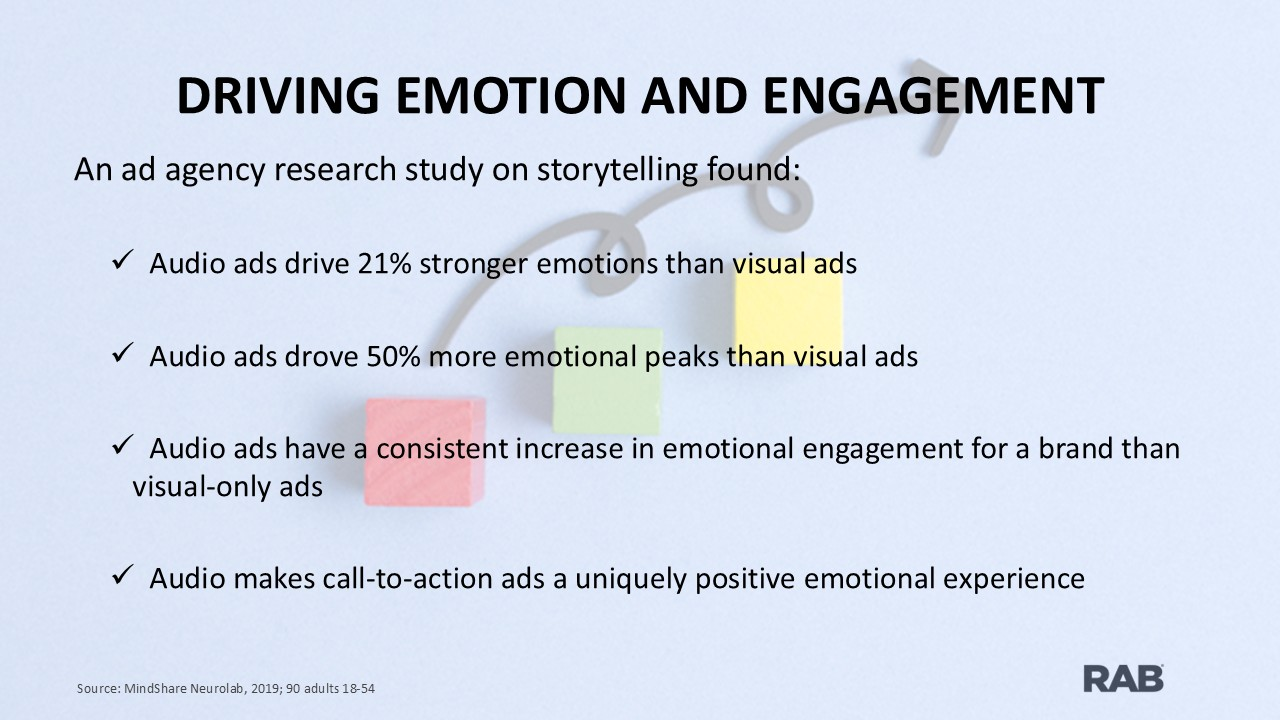 DRIVING EMOTION AND ENGAGEMENT
An ad agency research study on storytelling found:
✓ Audio ads drive 21% stronger emotions than visual ads
✓ Audio ads drove 50% more emotional peaks than visual ads
✓ Audio ads have a consistent increase in emotional engagement for a brand than
visual-only ads
✓ Audio makes call-to-action ads a uniquely positive emotional experience
Source: MindShare Neurolab, 2019; 90 adults 18-54
RAB